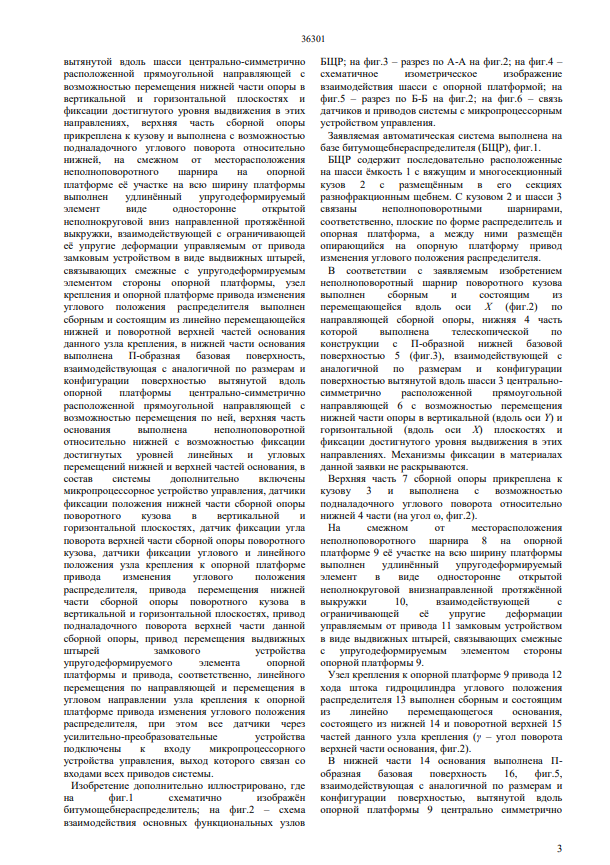 36301
вытянутой вдоль шасси центрально-симметрично
расположенной прямоугольной направляющей с
возможностью перемещения нижней части опоры в
вертикальной и горизонтальной плоскостях и
фиксации достигнутого уровня выдвижения в этих
направлениях, верхняя часть сборной опоры
прикреплена к кузову и выполнена с возможностью
подналадочного углового поворота относительно
нижней, на смежном от месторасположения
неполноповоротного шарнира на опорной
платформе её участке на всю ширину платформы
выполнен удлинённый упругодеформируемый
элемент виде односторонне открытой
неполнокруговой вниз направленной протяжённой
выкружки, взаимодействующей с ограничивающей
её упругие деформации управляемым от привода
замковым устройством в виде выдвижных штырей,
связывающих смежные с упругодеформируемым
элементом стороны опорной платформы, узел
крепления и опорной платформе привода изменения
углового положения распределителя выполнен
сборным и состоящим из линейно перемещающейся
нижней и поворотной верхней частей основания
данного узла крепления, в нижней части основания
выполнена П-образная базовая поверхность,
взаимодействующая с аналогичной по размерам и
конфигурации поверхностью вытянутой вдоль
опорной платформы центрально-симметрично
расположенной прямоугольной направляющей с
возможностью перемещения по ней, верхняя часть
основания выполнена неполноповоротной
относительно нижней с возможностью фиксации
достигнутых уровней линейных и угловых
перемещений нижней и верхней частей основания, в
состав системы дополнительно включены
микропроцессорное устройство управления, датчики
фиксации положения нижней части сборной опоры
поворотного кузова в вертикальной и
горизонтальной плоскостях, датчик фиксации угла
поворота верхней части сборной опоры поворотного
кузова, датчики фиксации углового и линейного
положения узла крепления к опорной платформе
привода изменения углового положения
распределителя, привода перемещения нижней
части сборной опоры поворотного кузова в
вертикальной и горизонтальной плоскостях, привод
подналадочного поворота верхней части данной
сборной опоры, привод перемещения выдвижных
штырей замкового устройства
упругодеформируемого элемента опорной
платформы и привода, соответственно, линейного
перемещения по направляющей и перемещения в
угловом направлении узла крепления к опорной
платформе привода изменения углового положения
распределителя, при этом все датчики через
усилительно-преобразовательные устройства
подключены к входу микропроцессорного
устройства управления, выход которого связан со
входами всех приводов системы.
Изобретение дополнительно иллюстрировано, где
на фиг.1 схематично изображён
битумощебнераспределитель; на фиг.2 – схема
взаимодействия основных функциональных узлов
БЩР; на фиг.3 – разрез по А-А на фиг.2; на фиг.4 –
схематичное изометрическое изображение
взаимодействия шасси с опорной платформой; на
фиг.5 – разрез по Б-Б на фиг.2; на фиг.6 – связь
датчиков и приводов системы с микропроцессорным
устройством управления.
Заявляемая автоматическая система выполнена на
базе битумощебнераспределителя (БЩР), фиг.1.
БЩР содержит последовательно расположенные
на шасси ёмкость 1 с вяжущим и многосекционный
кузов 2 с размещённым в его секциях
разнофракционным щебнем. С кузовом 2 и шасси 3
связаны неполноповоротными шарнирами,
соответственно, плоские по форме распределитель и
опорная платформа, а между ними размещён
опирающийся на опорную платформу привод
изменения углового положения распределителя.
В соответствии с заявляемым изобретением
неполноповоротный шарнир поворотного кузова
выполнен сборным и состоящим из
перемещающейся вдоль оси X (фиг.2) по
направляющей сборной опоры, нижняя 4 часть
которой выполнена телескопической по
конструкции с П-образной нижней базовой
поверхностью 5 (фиг.3), взаимодействующей с
аналогичной по размерам и конфигурации
поверхностью вытянутой вдоль шасси 3 центрально-
симметрично расположенной прямоугольной
направляющей 6 с возможностью перемещения
нижней части опоры в вертикальной (вдоль оси Y) и
горизонтальной (вдоль оси X) плоскостях и
фиксации достигнутого уровня выдвижения в этих
направлениях. Механизмы фиксации в материалах
данной заявки не раскрываются.
Верхняя часть 7 сборной опоры прикреплена к
кузову 3 и выполнена с возможностью
подналадочного углового поворота относительно
нижней 4 части (на угол ω, фиг.2).
На смежном от месторасположения
неполноповоротного шарнира 8 на опорной
платформе 9 её участке на всю ширину платформы
выполнен удлинённый упругодеформируемый
элемент в виде односторонне открытой
неполнокруговой внизнаправленной протяжённой
выкружки 10, взаимодействующей с
ограничивающей её упругие деформации
управляемым от привода 11 замковым устройством
в виде выдвижных штырей, связывающих смежные
с упругодеформируемым элементом стороны
опорной платформы 9.
Узел крепления к опорной платформе 9 привода 12
хода штока гидроцилиндра углового положения
распределителя 13 выполнен сборным и состоящим
из линейно перемещающегося основания,
состоящего из нижней 14 и поворотной верхней 15
частей данного узла крепления (γ – угол поворота
верхней части основания, фиг.2).
В нижней части 14 основания выполнена П-
образная базовая поверхность 16, фиг.5,
взаимодействующая с аналогичной по размерам и
конфигурации поверхностью, вытянутой вдоль
опорной платформы 9 центрально симметрично
3